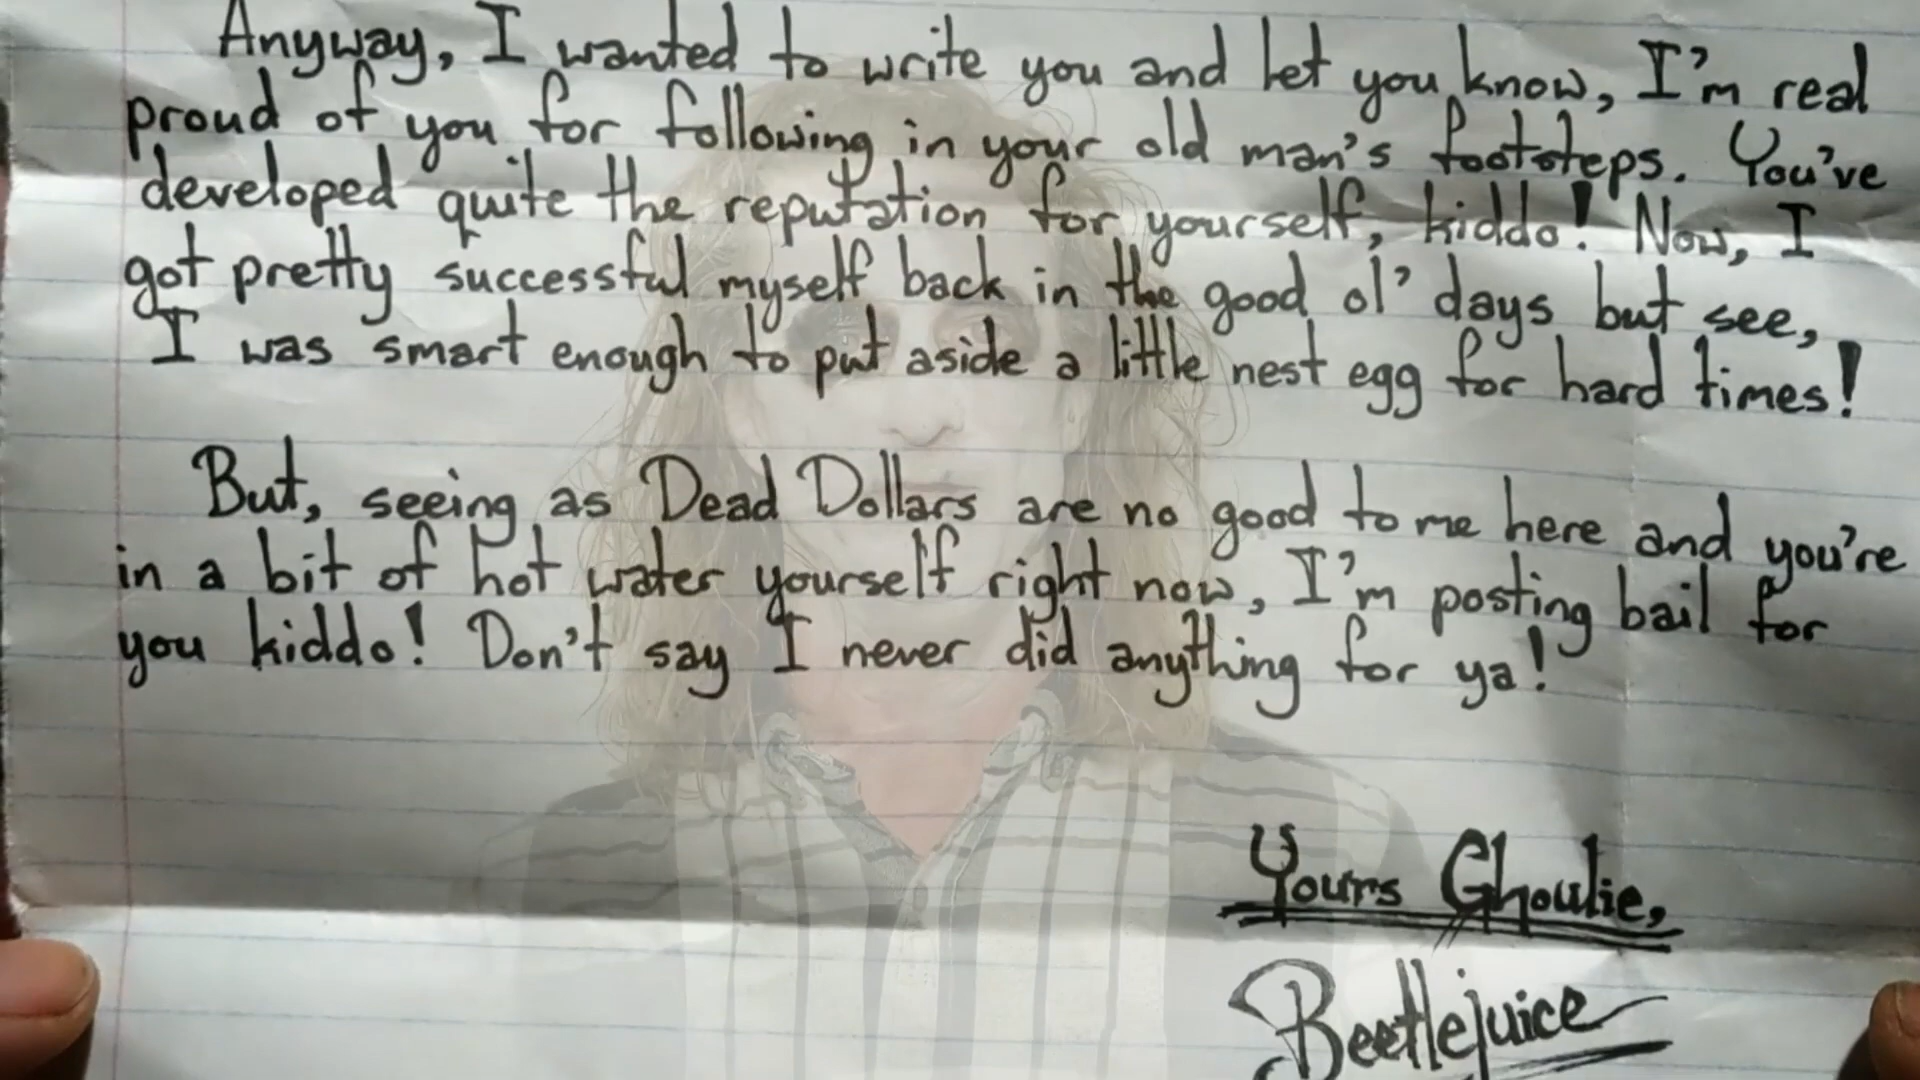 Anyway, I wanted to write you and let you know, I'm real
proud of you for following in your old man's footsteps. You've
developed quite the reputation for yourself, kiddo! Now, I
got pretty successful myself back in the good ol' days but see,
I was smart enough to put aside a little nest egg for hard times!
But, seeing as Dead Dollars are no good to me here and you're
in a bit of hot water yourself right now, I'm posting bail for
you kiddo! Don't say I never did anything for ya!
Yours Ghoulie,
Beetlejuice